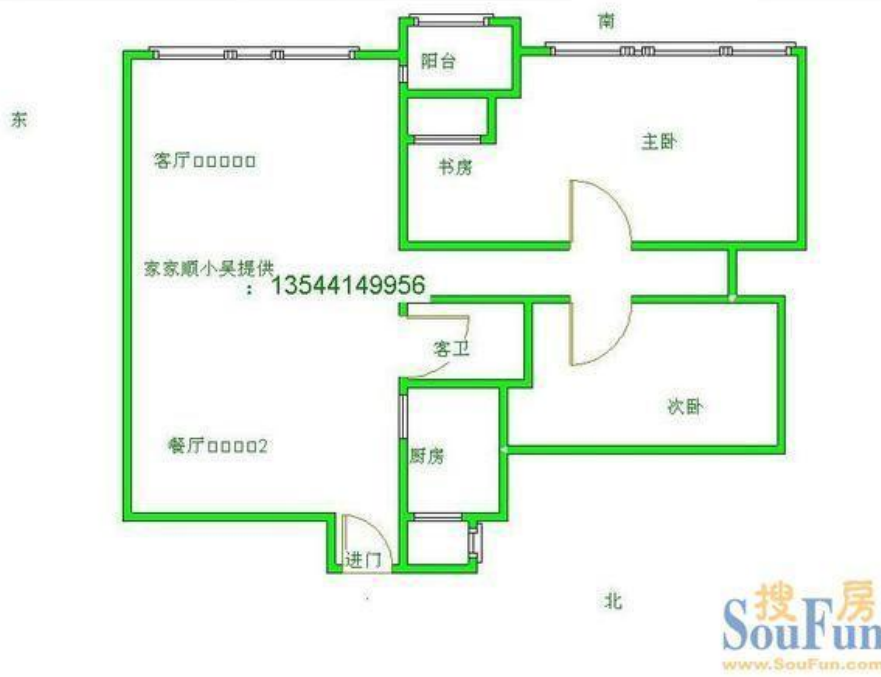 南
阳台
东
主卧
客厅□□□□□
书房
家家顺小吴提供
：13544149956
客卫
次卧
餐厅□□□□2
厨房
进门
北
搜房
SouFun
www.SouFun.com